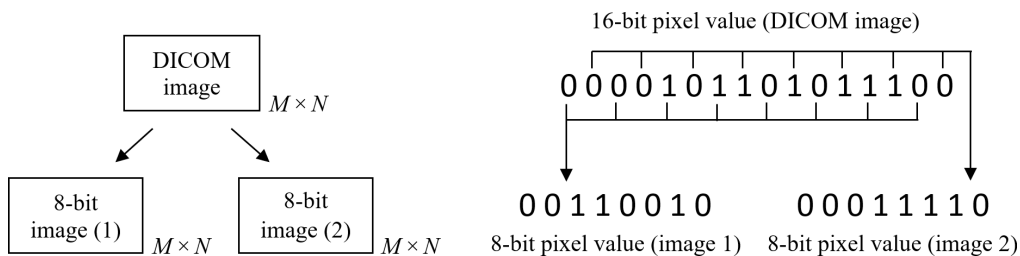 DICOM
image
M × N
8-bit
image (1)
M × N
8-bit
image (2)
M × N
16-bit pixel value (DICOM image)
0000101101011100
00110010
8-bit pixel value (image 1)
00011110
8-bit pixel value (image 2)